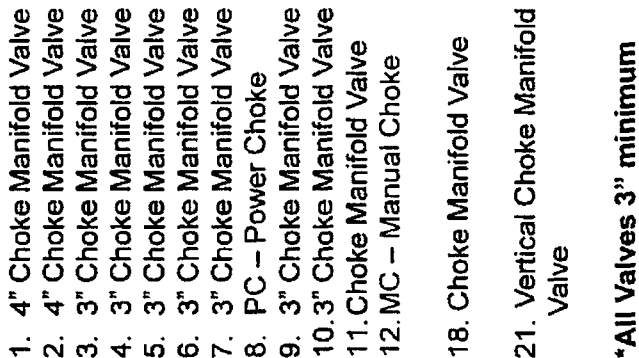 1. 4" Choke Manifold Valve
2. 4" Choke Manifold Valve
3. 3" Choke Manifold Valve
4. 3" Choke Manifold Valve
5. 3" Choke Manifold Valve
6. 3" Choke Manifold Valve
7. 3" Choke Manifold Valve
8. PC – Power Choke
9. 3" Choke Manifold Valve
10. 3" Choke Manifold Valve
11. Choke Manifold Valve
12. MC – Manual Choke
18. Choke Manifold Valve
21. Vertical Choke Manifold
Valve
*All Valves 3" minimum